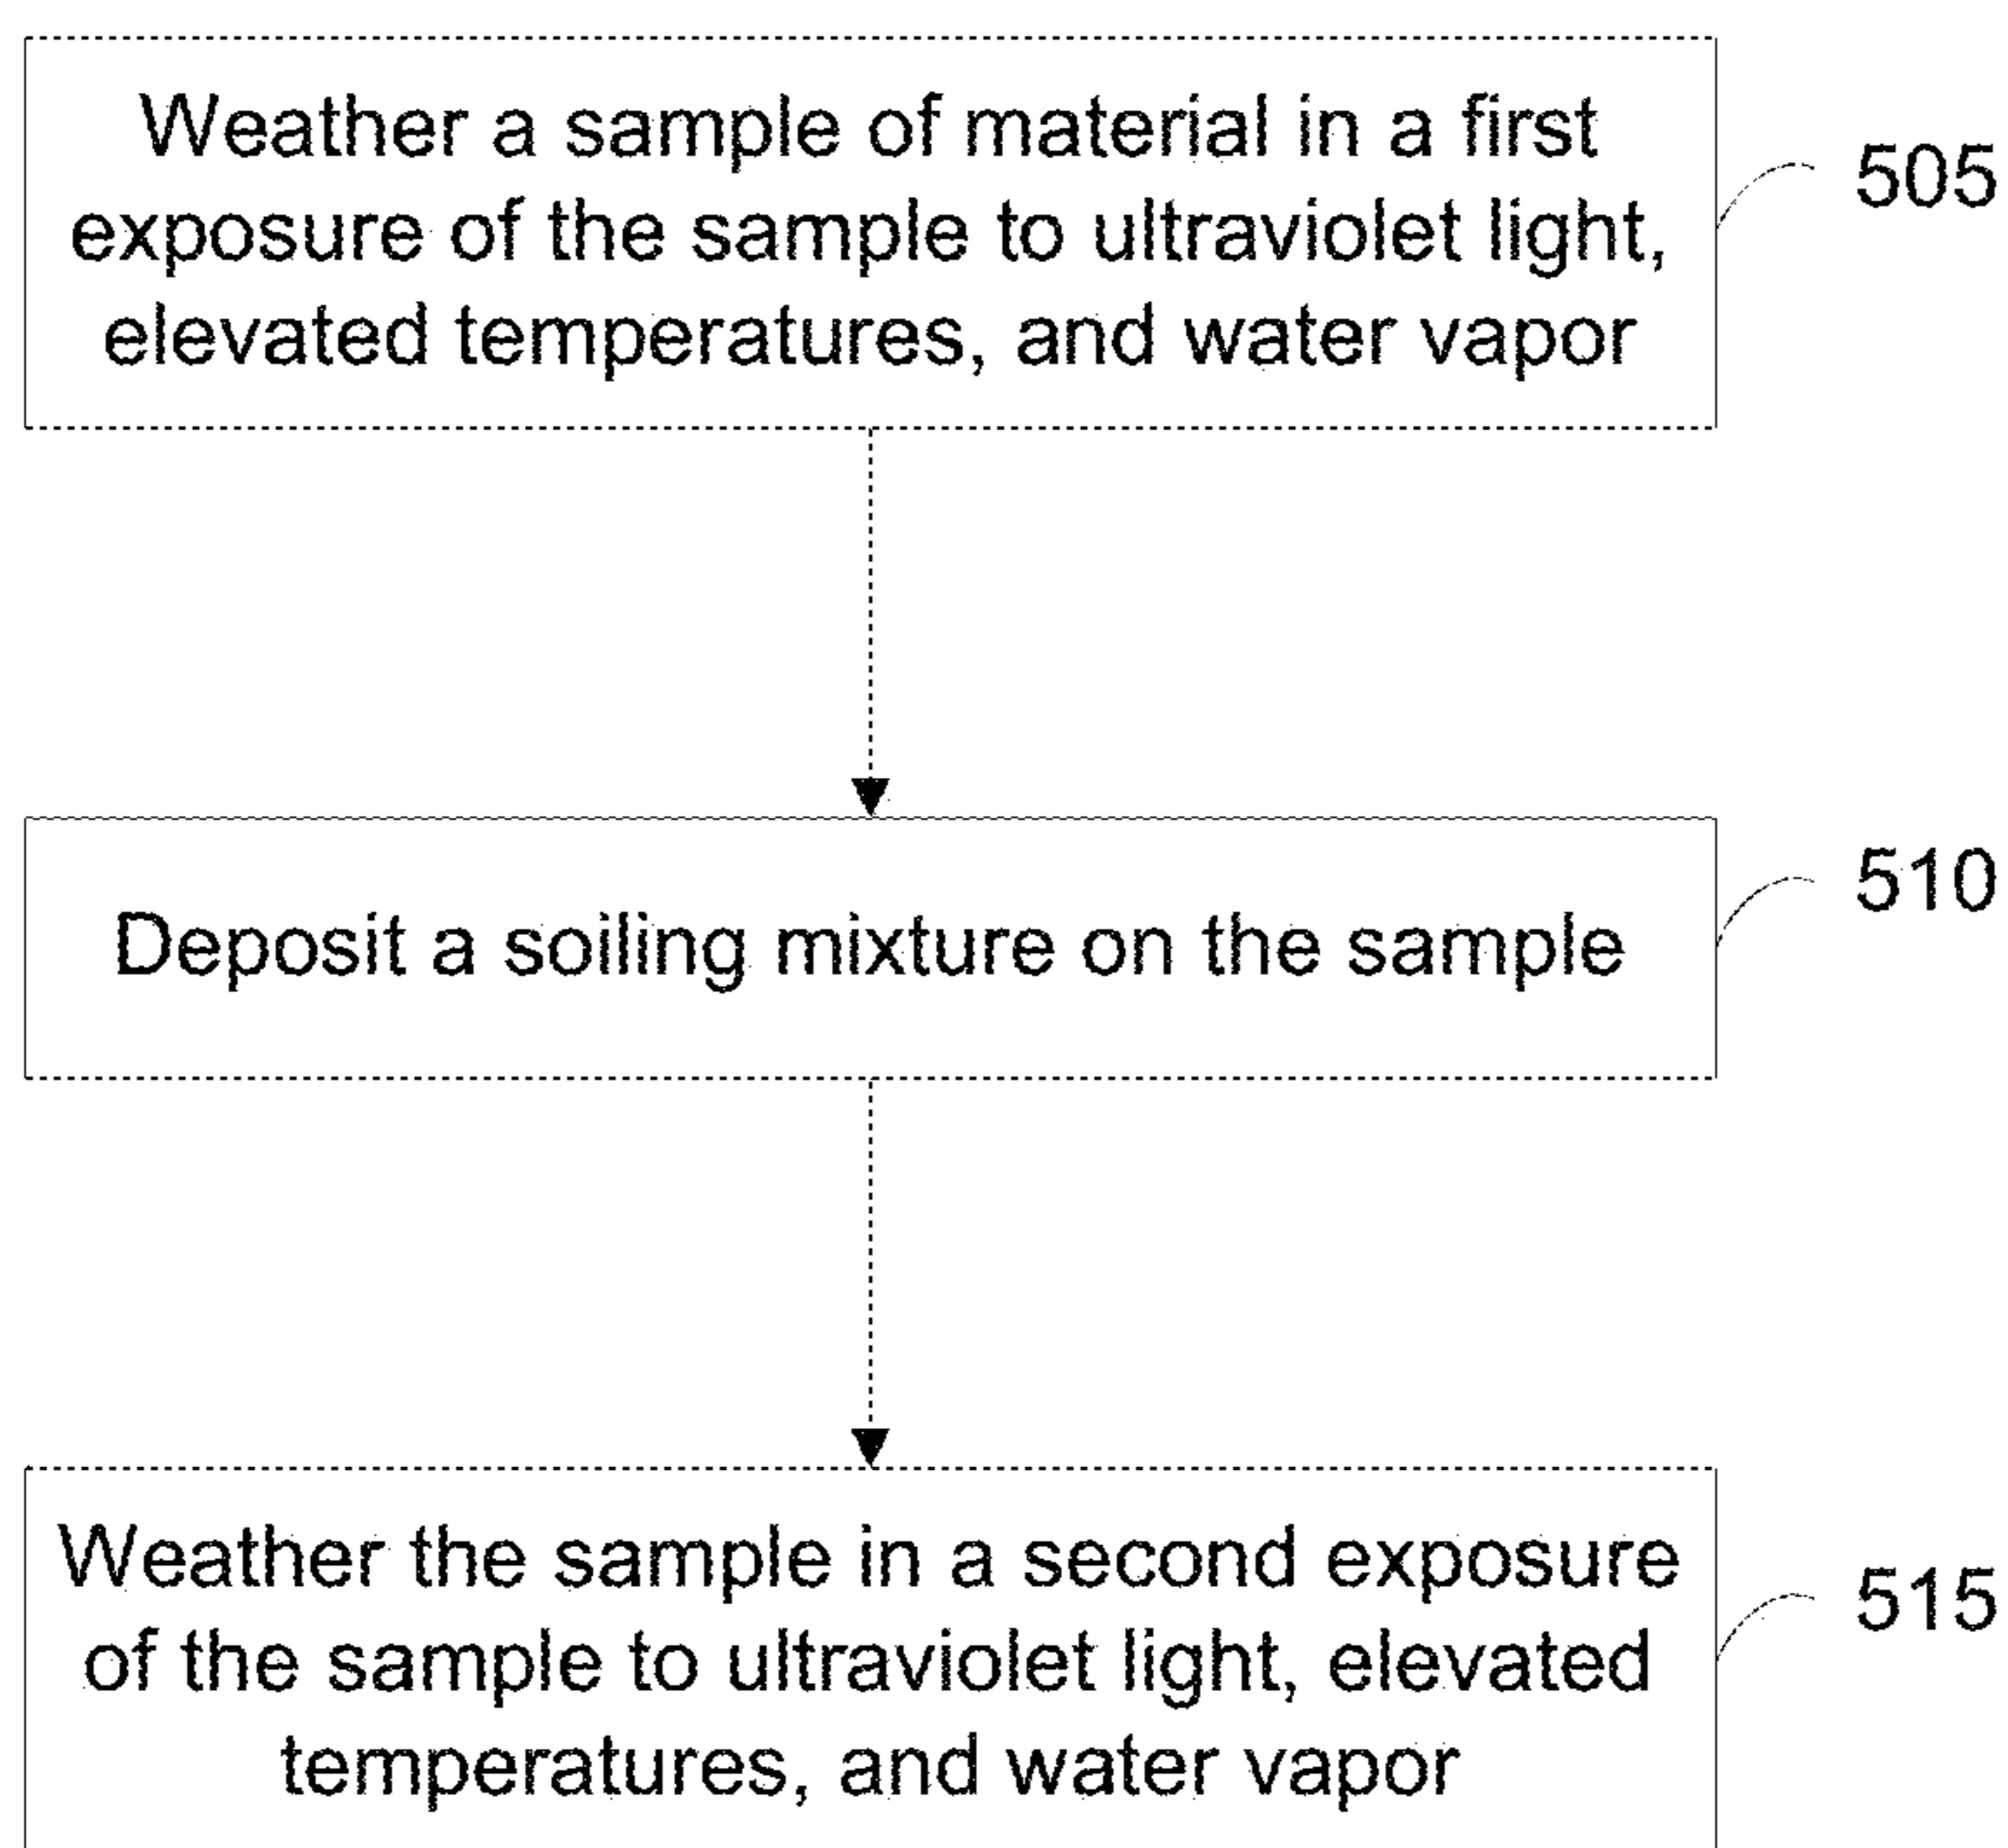 Weather a sample of material in a first
exposure of the sample to ultraviolet light,
elevated temperatures, and water vapor
505
Deposit a soiling mixture on the sample
510
Weather the sample in a second exposure
of the sample to ultraviolet light, elevated
temperatures, and water vapor
515